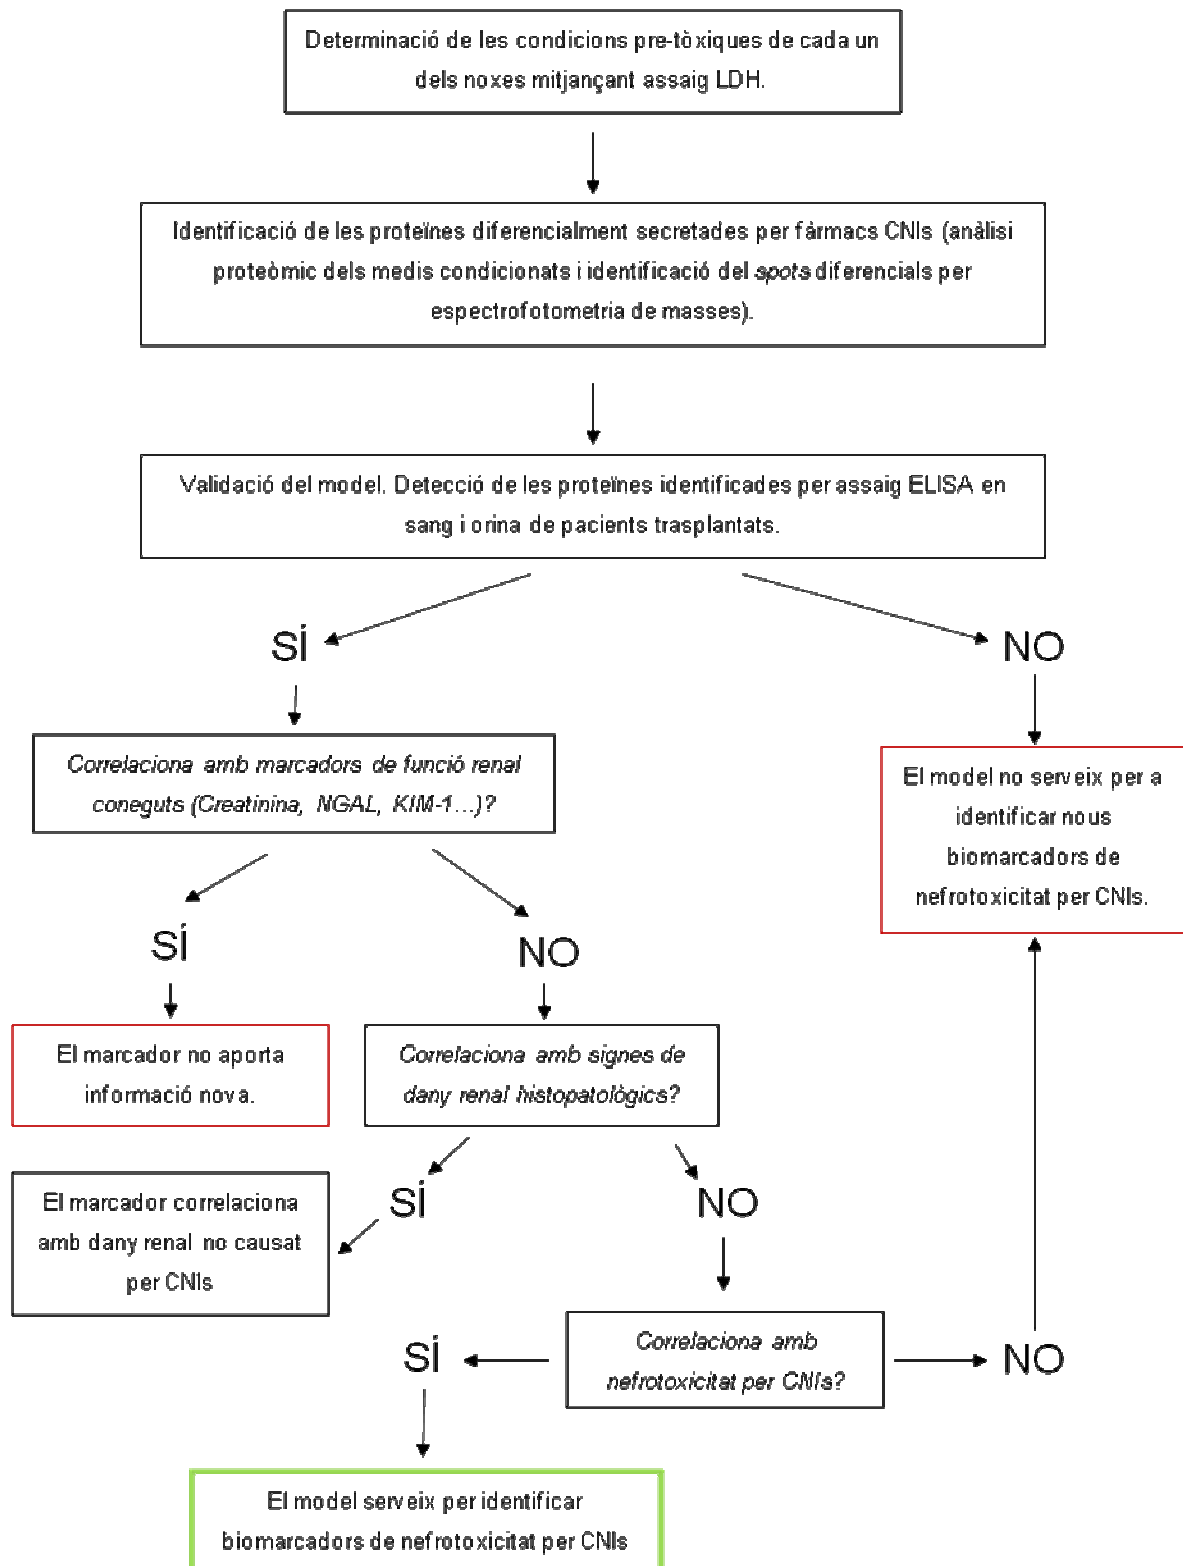 Determinació de les condicions pre-tòxiques de cada un
dels noxes mitjançant assaig LDH.
Identificació de les proteïnes diferencialment secretades per fàrmacs CNIs (anàlisi
proteòmic dels medis condicionats i identificació del spots diferencials per
espectrofotometria de masses).
Validació del model. Detecció de les proteïnes identificades per assaig ELISA en
sang i orina de pacients trasplantats.
SÍ
NO
Correlaciona amb marcadors de funció renal
coneguts (Creatinina, NGAL, KIM-1...)?
El model no serveix per a
identificar nous
biomarcadors de
nefrotoxicitat per CNIs.
SÍ
NO
El marcador no aporta
informació nova.
Correlaciona amb signes de
dany renal histopatològics?
El marcador correlaciona
amb dany renal no causat
per CNIs
SÍ
NO
Correlaciona amb
nefrotoxicitat per CNIs?
SÍ
NO
El model serveix per identificar
biomarcadors de nefrotoxicitat per CNIs